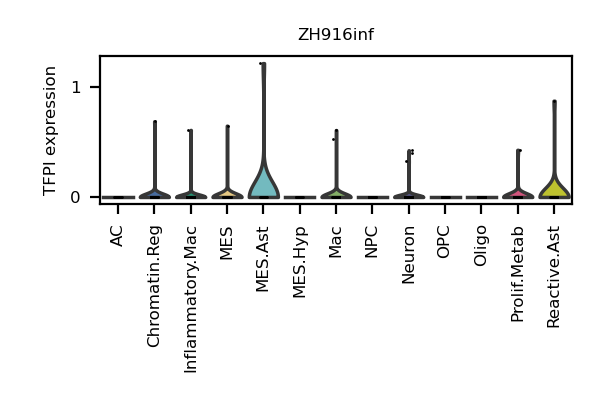 ZH916inf
TFPI expression
1
0
AC
Chromatin.Reg
Inflammatory.Mac
MES
MES.Ast
MES.Hyp
Mac
NPC
Neuron
OPC
Oligo
Prolif.Metab
Reactive.Ast